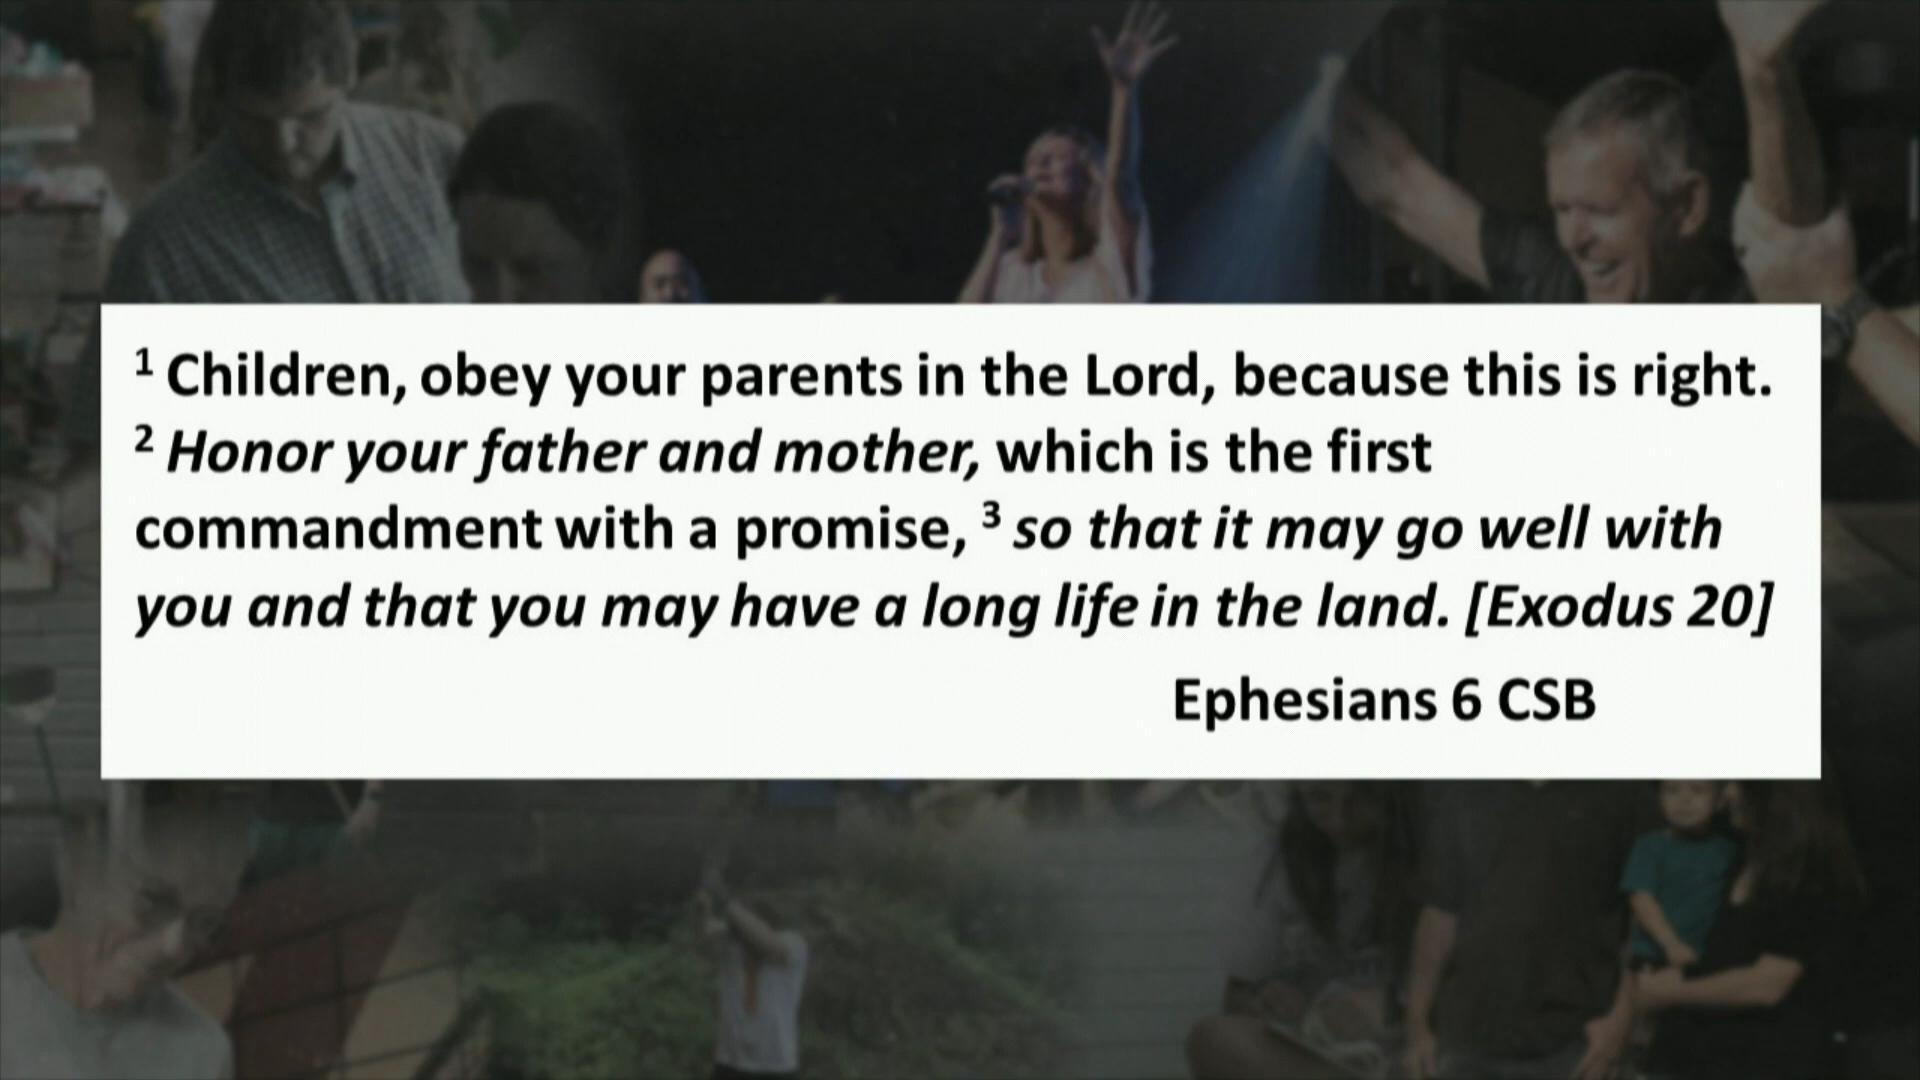 1 Children, obey your parents in the Lord, because this is right.
2 Honor your father and mother, which is the first
commandment with a promise, 3 so that it may go well with
you and that you may have a long life in the land. [Exodus 20]
Ephesians 6 CSB